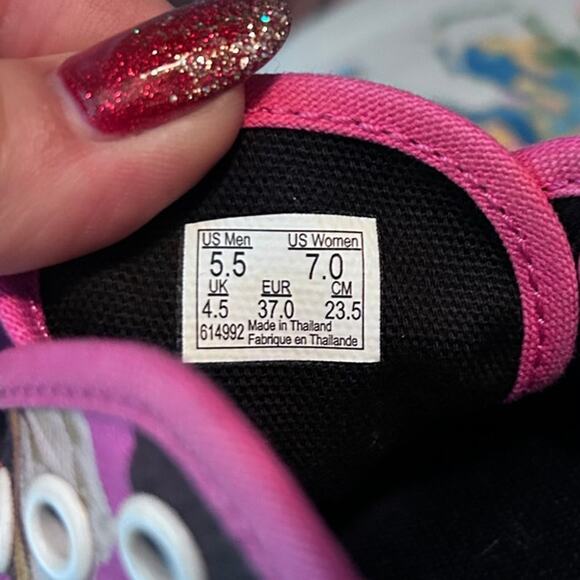 US Men US Women
5.5 7.0
UK EUR CM
4.5 37.0 23.5
614992 Made in Thailand
Fabrique en Thaïlande